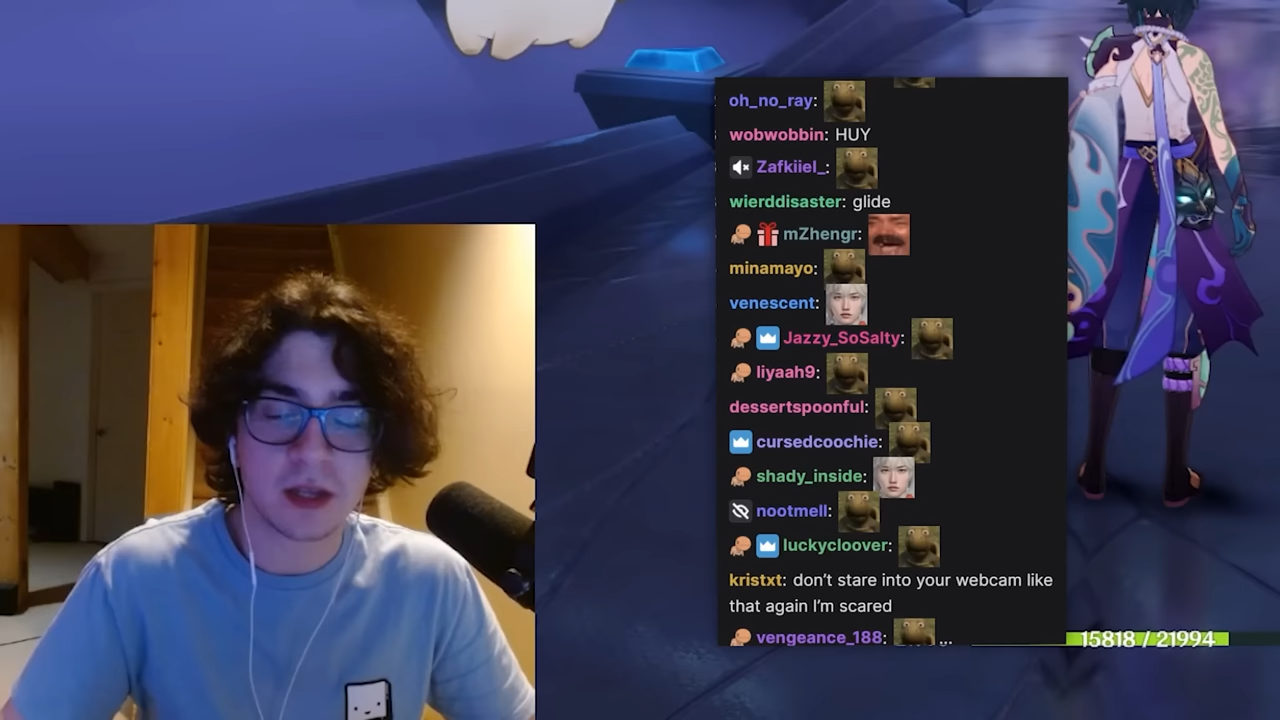 oh_no_ray:
wobwobbin: HUY
Zafkiiel_:
wierddisaster: glide
mZhengr:
minamayo:
venescent:
Jazzy_SoSalty:
liyaah9:
dessertspoonful:
cursedcoochie:
shady_inside:
nootmell:
luckycloover:
kristxt: don't stare into your webcam like
that again I'm scared
vengeance_188: ...
15818 / 21994